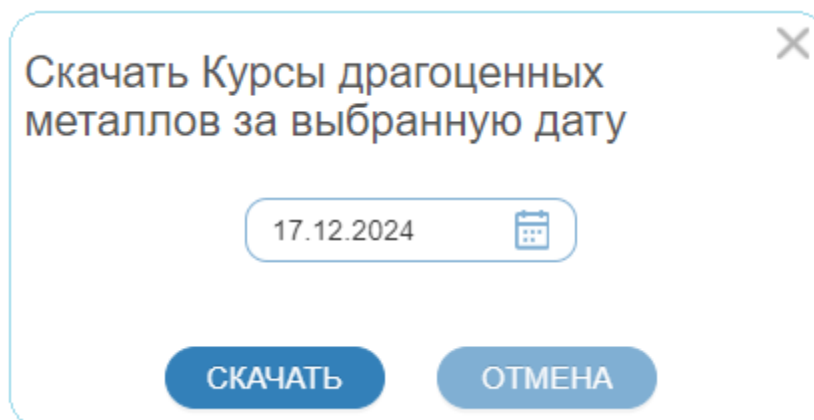 Скачать Курсы драгоценных
металлов за выбранную дату
17.12.2024
СКАЧАТЬ
ОТМЕНА